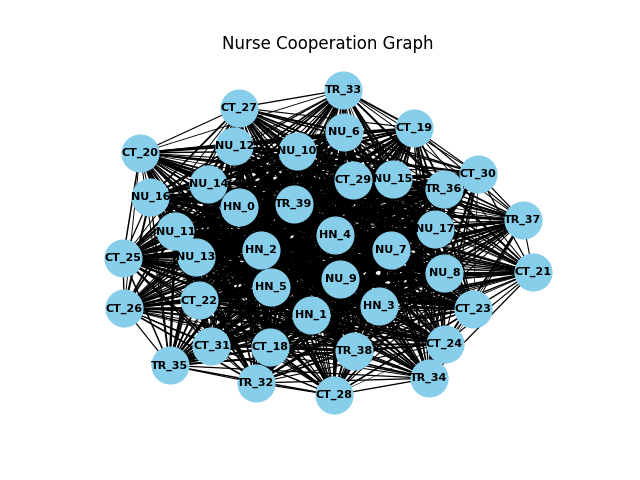 Nurse Cooperation Graph
TR_33
CT_27
CT_19
NU_6
NU_12
NU_10
CT_20
CT_30
CT_29
NU_15
NU_14
TR_36
NU_16
TR_39
HN_0
TR_37
NU_17
NU_11
HN_4
HN_2
NU_7
NU_13
CT_25
CT_21
NU_8
NU_9
HN_5
CT_22
HN_3
CT_26
CT_23
HN_1
CT_24
CT_31
CT_18
TR_38
TR_35
TR_34
TR_32
CT_28